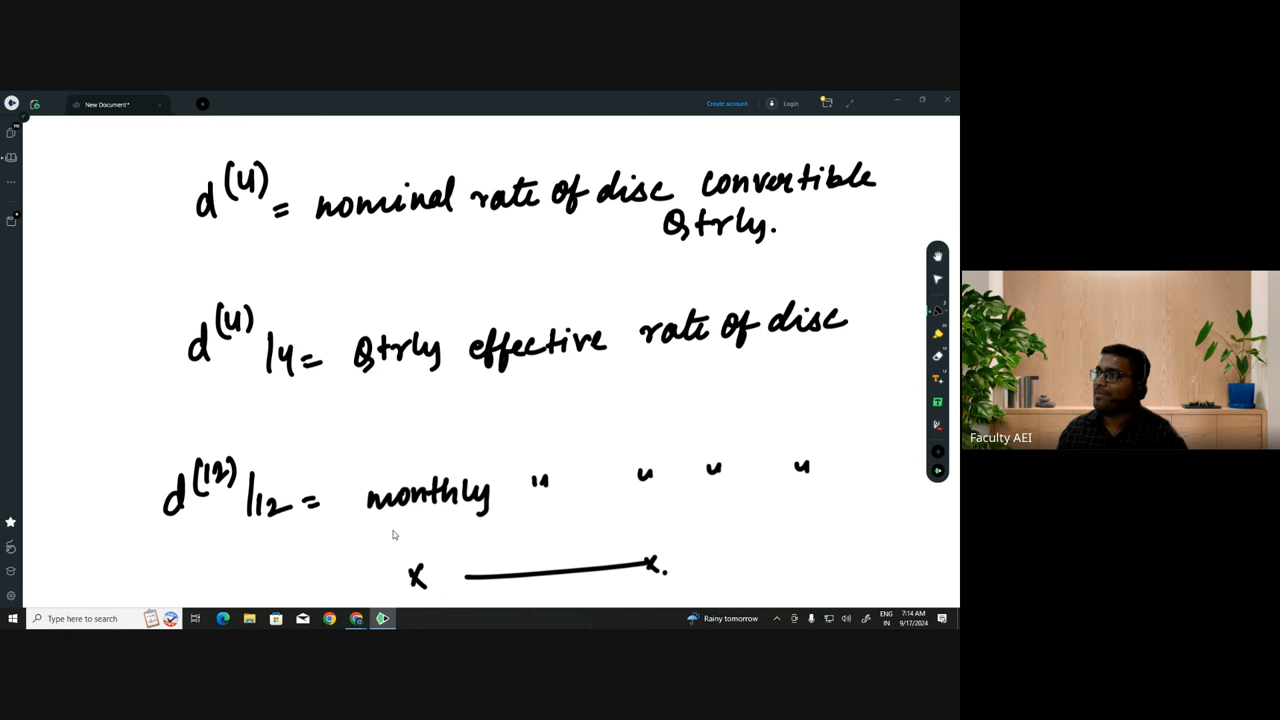 New Document*
Create account
Login
d^(4) = nominal rate of disc convertible
Qtrly.
d^(4)/4 = Qtrly effective rate of disc
d^(12)/12 = monthly " " " "
x ——— x.
Faculty AEI
Type here to search
Rainy tomorrow
ENG
IN
7:14 AM
9/17/2024